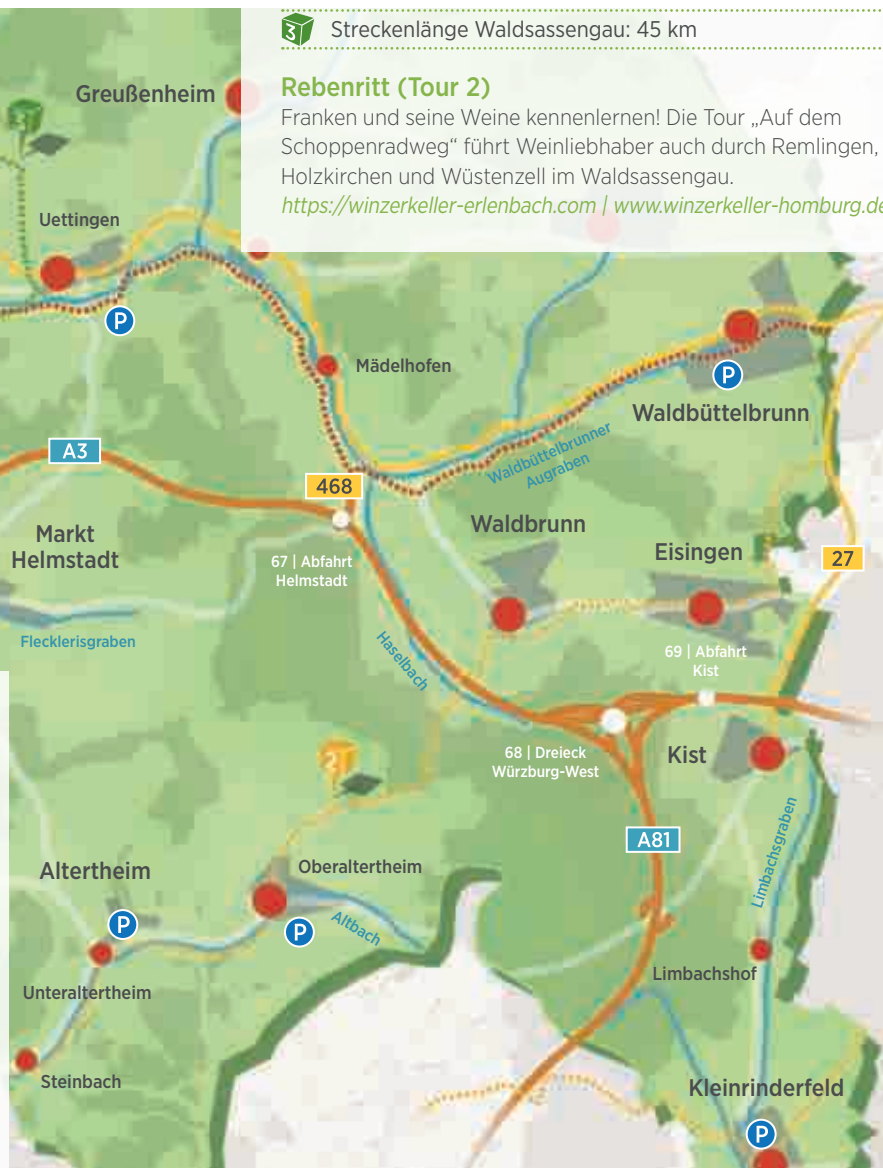 3 Streckenlänge Waldsassengau: 45 km
Rebenritt (Tour 2)
Franken und seine Weine kennenlernen! Die Tour „Auf dem
Schoppenradweg“ führt Weinliebhaber auch durch Remlingen,
Holzkirchen und Wüstenzell im Waldsassengau.
https://winzerkeller-erlenbach.com | www.winzerkeller-homburg.de
Greußenheim
3
Uettingen
P
Mädelhofen
P
Waldbüttelbrunn
Waldbüttelbrunner
Augraben
A3
468
Markt
Helmstadt
67 | Abfahrt
Helmstadt
Waldbrunn
Eisingen
27
Flecklerisgraben
Haselbach
69 | Abfahrt
Kist
68 | Dreieck
Würzburg-West
Kist
2
A81
Limbachsgraben
Altertheim
Oberaltertheim
P
P
Altbach
Unteraltertheim
Limbachshof
Steinbach
Kleinrinderfeld
P